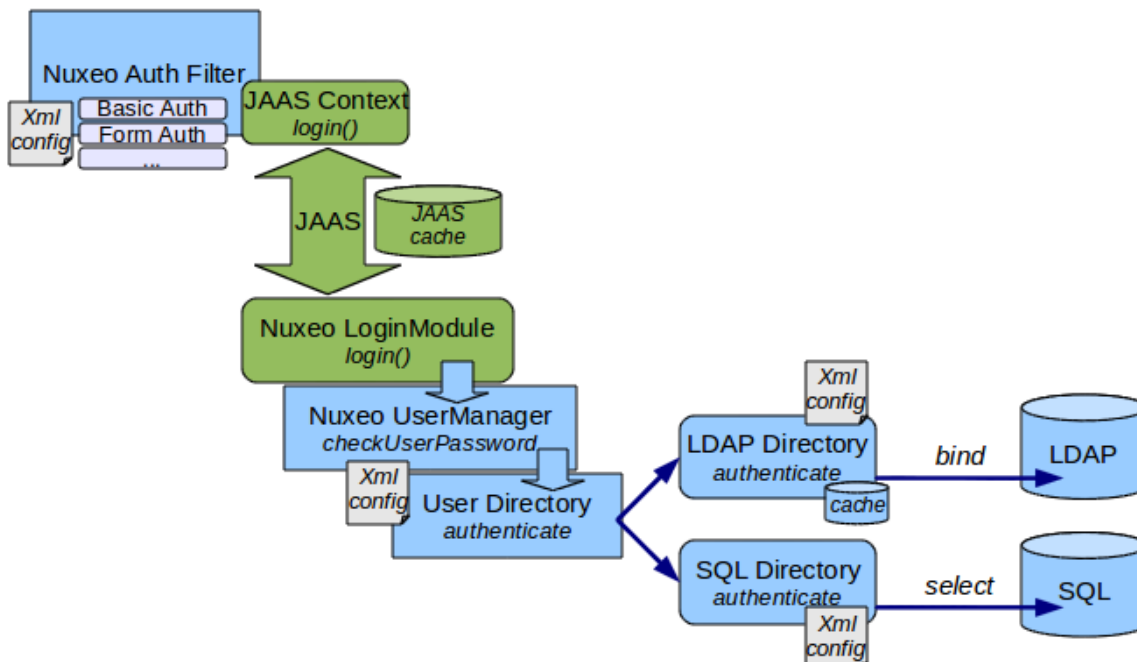 Nuxeo Auth Filter
Xml
config
Basic Auth
Form Auth
...
JAAS Context
login()
JAAS
JAAS
cache
Nuxeo LoginModule
login()
Nuxeo UserManager
checkUserPassword
Xml
config
User Directory
authenticate
Xml
config
LDAP Directory
authenticate
cache
bind
LDAP
SQL Directory
authenticate
Xml
config
select
SQL